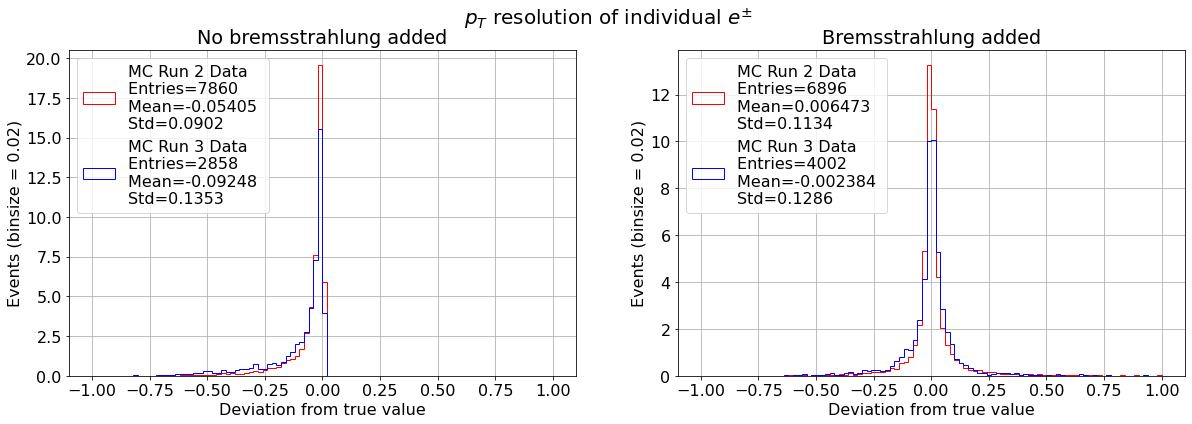 p_T resolution of individual e^±
No bremsstrahlung added
MC Run 2 Data
Entries=7860
Mean=-0.05405
Std=0.0902
MC Run 3 Data
Entries=2858
Mean=-0.09248
Std=0.1353
Events (binsize = 0.02)
20.0
17.5
15.0
12.5
10.0
7.5
5.0
2.5
0.0
−1.00 −0.75 −0.50 −0.25 0.00 0.25 0.50 0.75 1.00
Deviation from true value
Bremsstrahlung added
MC Run 2 Data
Entries=6896
Mean=0.006473
Std=0.1134
MC Run 3 Data
Entries=4002
Mean=-0.002384
Std=0.1286
Events (binsize = 0.02)
12
10
8
6
4
2
0
−1.00 −0.75 −0.50 −0.25 0.00 0.25 0.50 0.75 1.00
Deviation from true value